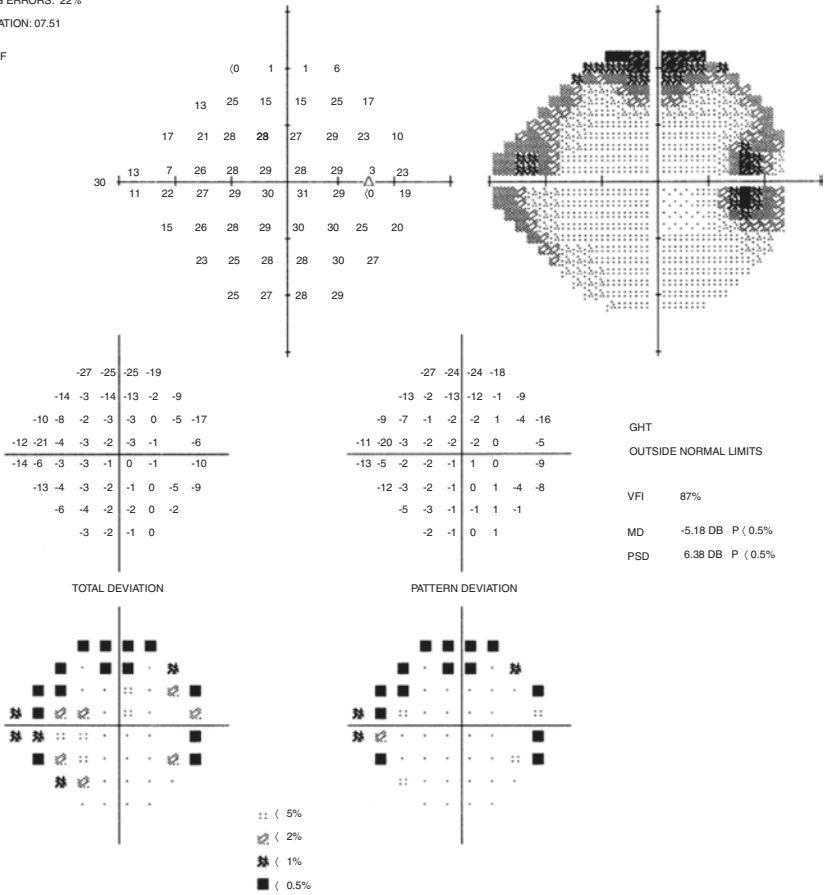 ERRORS: 22%
07.51
F
⟨0 1 1 6
13 25 15 15 25 17
17 21 28 28 27 29 23 10
13 7 26 28 29 28 29 3 23
30
11 22 27 29 30 31 29 ⟨0 19
15 26 28 29 30 30 25 20
23 25 28 28 30 27
25 27 28 29
-27 -25 -25 -19
-14 -3 -14 -13 -2 -9
-10 -8 -2 -3 -3 0 -5 -17
-12 -21 -4 -3 -2 -3 -1 -6
-14 -6 -3 -3 -1 0 -1 -10
-13 -4 -3 -2 -1 0 -5 -9
-6 -4 -2 -2 0 -2
-3 -2 -1 0
TOTAL DEVIATION
-27 -24 -24 -18
-13 -2 -13 -12 -1 -9
-9 -7 -1 -2 -2 1 -4 -16
-11 -20 -3 -2 -2 -2 0 -5
-13 -5 -2 -2 -1 1 0 -9
-12 -3 -2 -1 0 1 -4 -8
-5 -3 -1 -1 1 -1
-2 -1 0 1
PATTERN DEVIATION
GHT
OUTSIDE NORMAL LIMITS
VFI 87%
MD -5.18 DB P ⟨ 0.5%
PSD 6.38 DB P ⟨ 0.5%
⟨ 5%
⟨ 2%
⟨ 1%
⟨ 0.5%